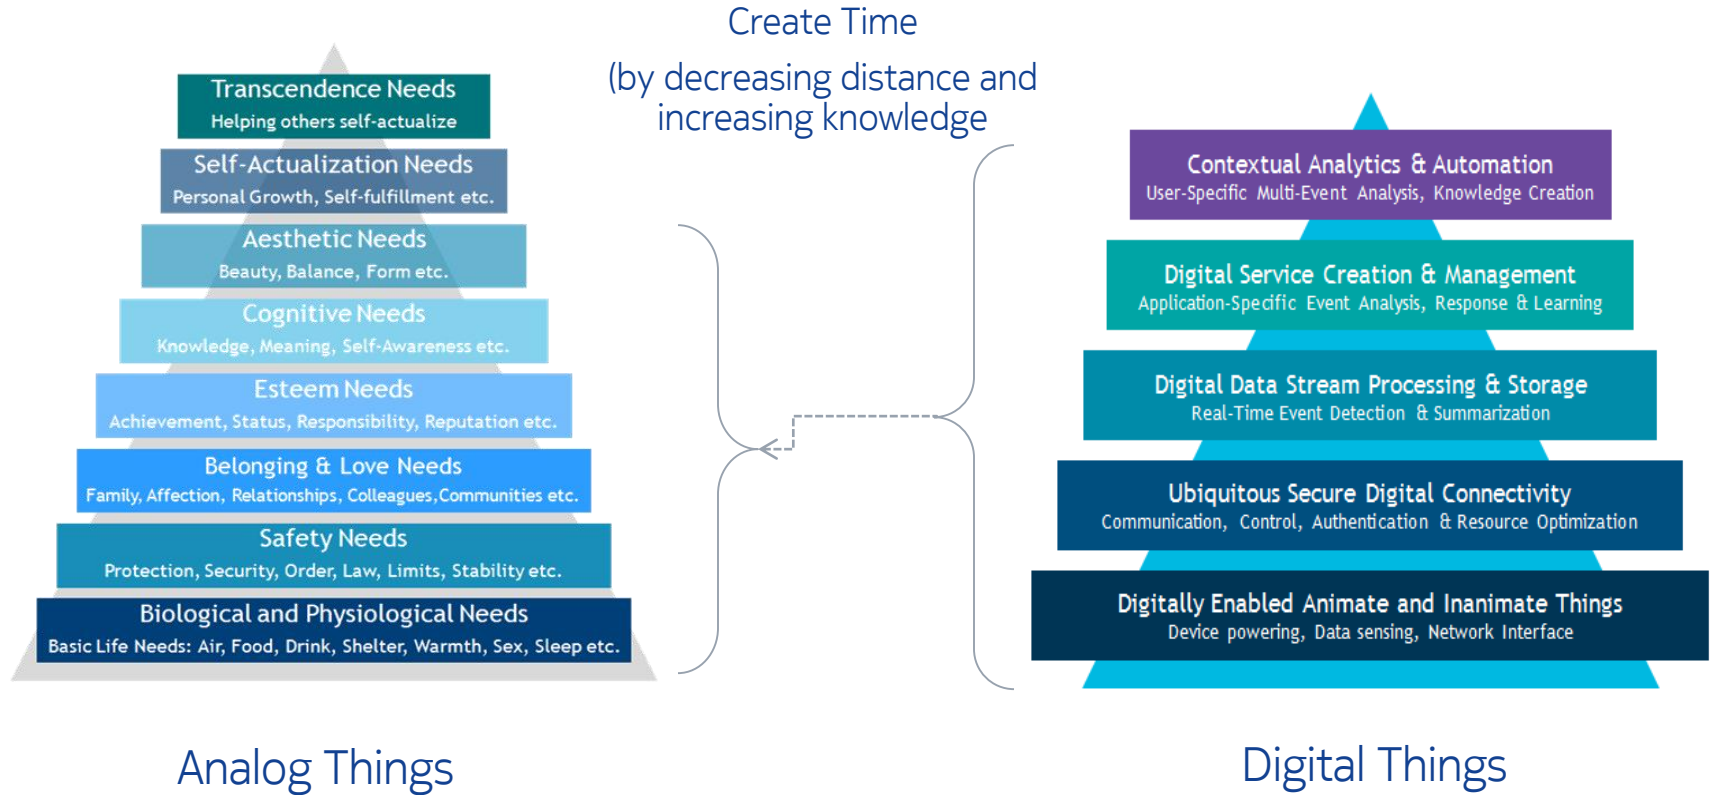 Create Time
(by decreasing distance and
increasing knowledge
Transcendence Needs
Helping others self-actualize
Self-Actualization Needs
Personal Growth, Self-fulfillment etc.
Aesthetic Needs
Beauty, Balance, Form etc.
Cognitive Needs
Knowledge, Meaning, Self-Awareness etc.
Esteem Needs
Achievement, Status, Responsibility, Reputation etc.
Belonging & Love Needs
Family, Affection, Relationships, Colleagues,Communities etc.
Safety Needs
Protection, Security, Order, Law, Limits, Stability etc.
Biological and Physiological Needs
Basic Life Needs: Air, Food, Drink, Shelter, Warmth, Sex, Sleep etc.
Analog Things
Contextual Analytics & Automation
User-Specific Multi-Event Analysis, Knowledge Creation
Digital Service Creation & Management
Application-Specific Event Analysis, Response & Learning
Digital Data Stream Processing & Storage
Real-Time Event Detection & Summarization
Ubiquitous Secure Digital Connectivity
Communication, Control, Authentication & Resource Optimization
Digitally Enabled Animate and Inanimate Things
Device powering, Data sensing, Network Interface
Digital Things